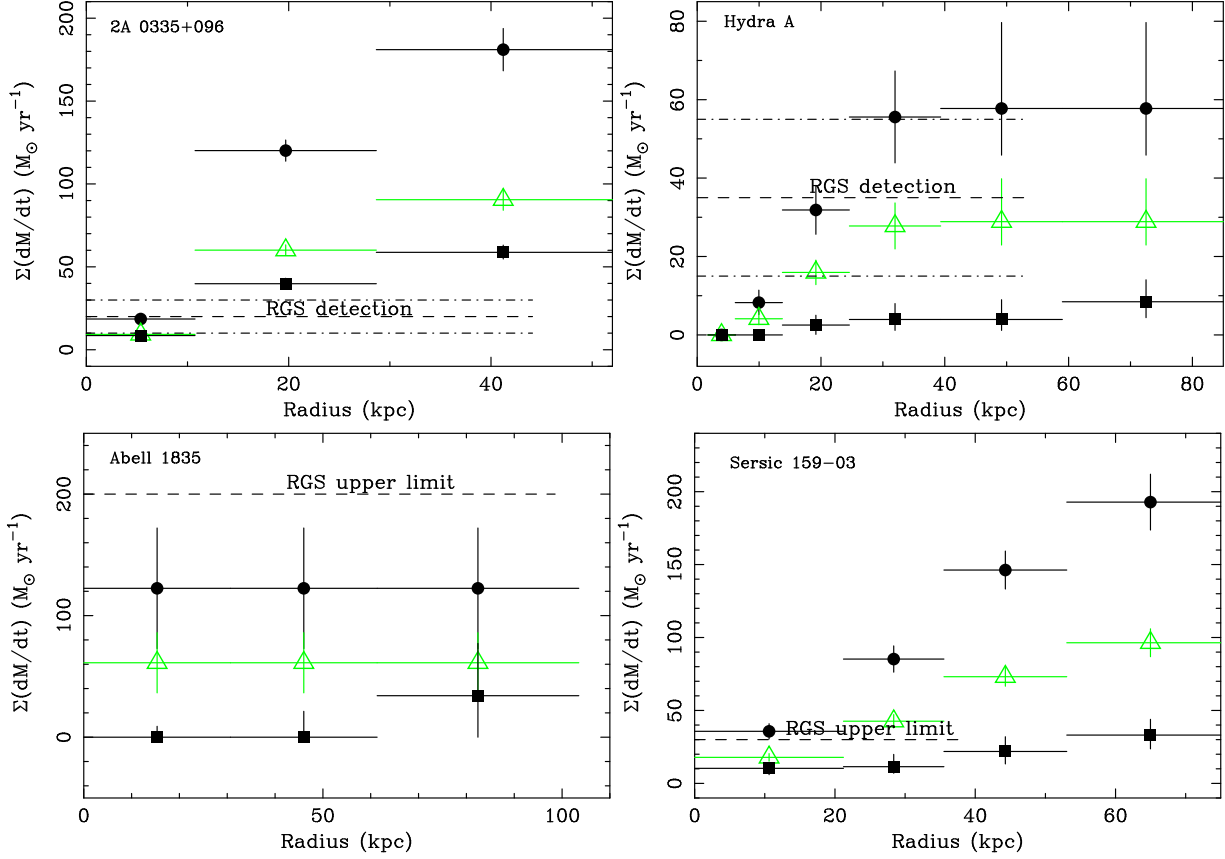 2A 0335+096
RGS detection
Σ(dM/dt) (M⊙ yr⁻¹)
0 50 100 150 200
0 20 40
Radius (kpc)
Hydra A
RGS detection
Σ(dM/dt) (M⊙ yr⁻¹)
0 20 40 60 80
0 20 40 60 80
Radius (kpc)
Abell 1835
RGS upper limit
Σ(dM/dt) (M⊙ yr⁻¹)
0 100 200
0 50 100
Radius (kpc)
Sersic 159−03
RGS upper limit
Σ(dM/dt) (M⊙ yr⁻¹)
0 50 100 150 200
0 20 40 60
Radius (kpc)